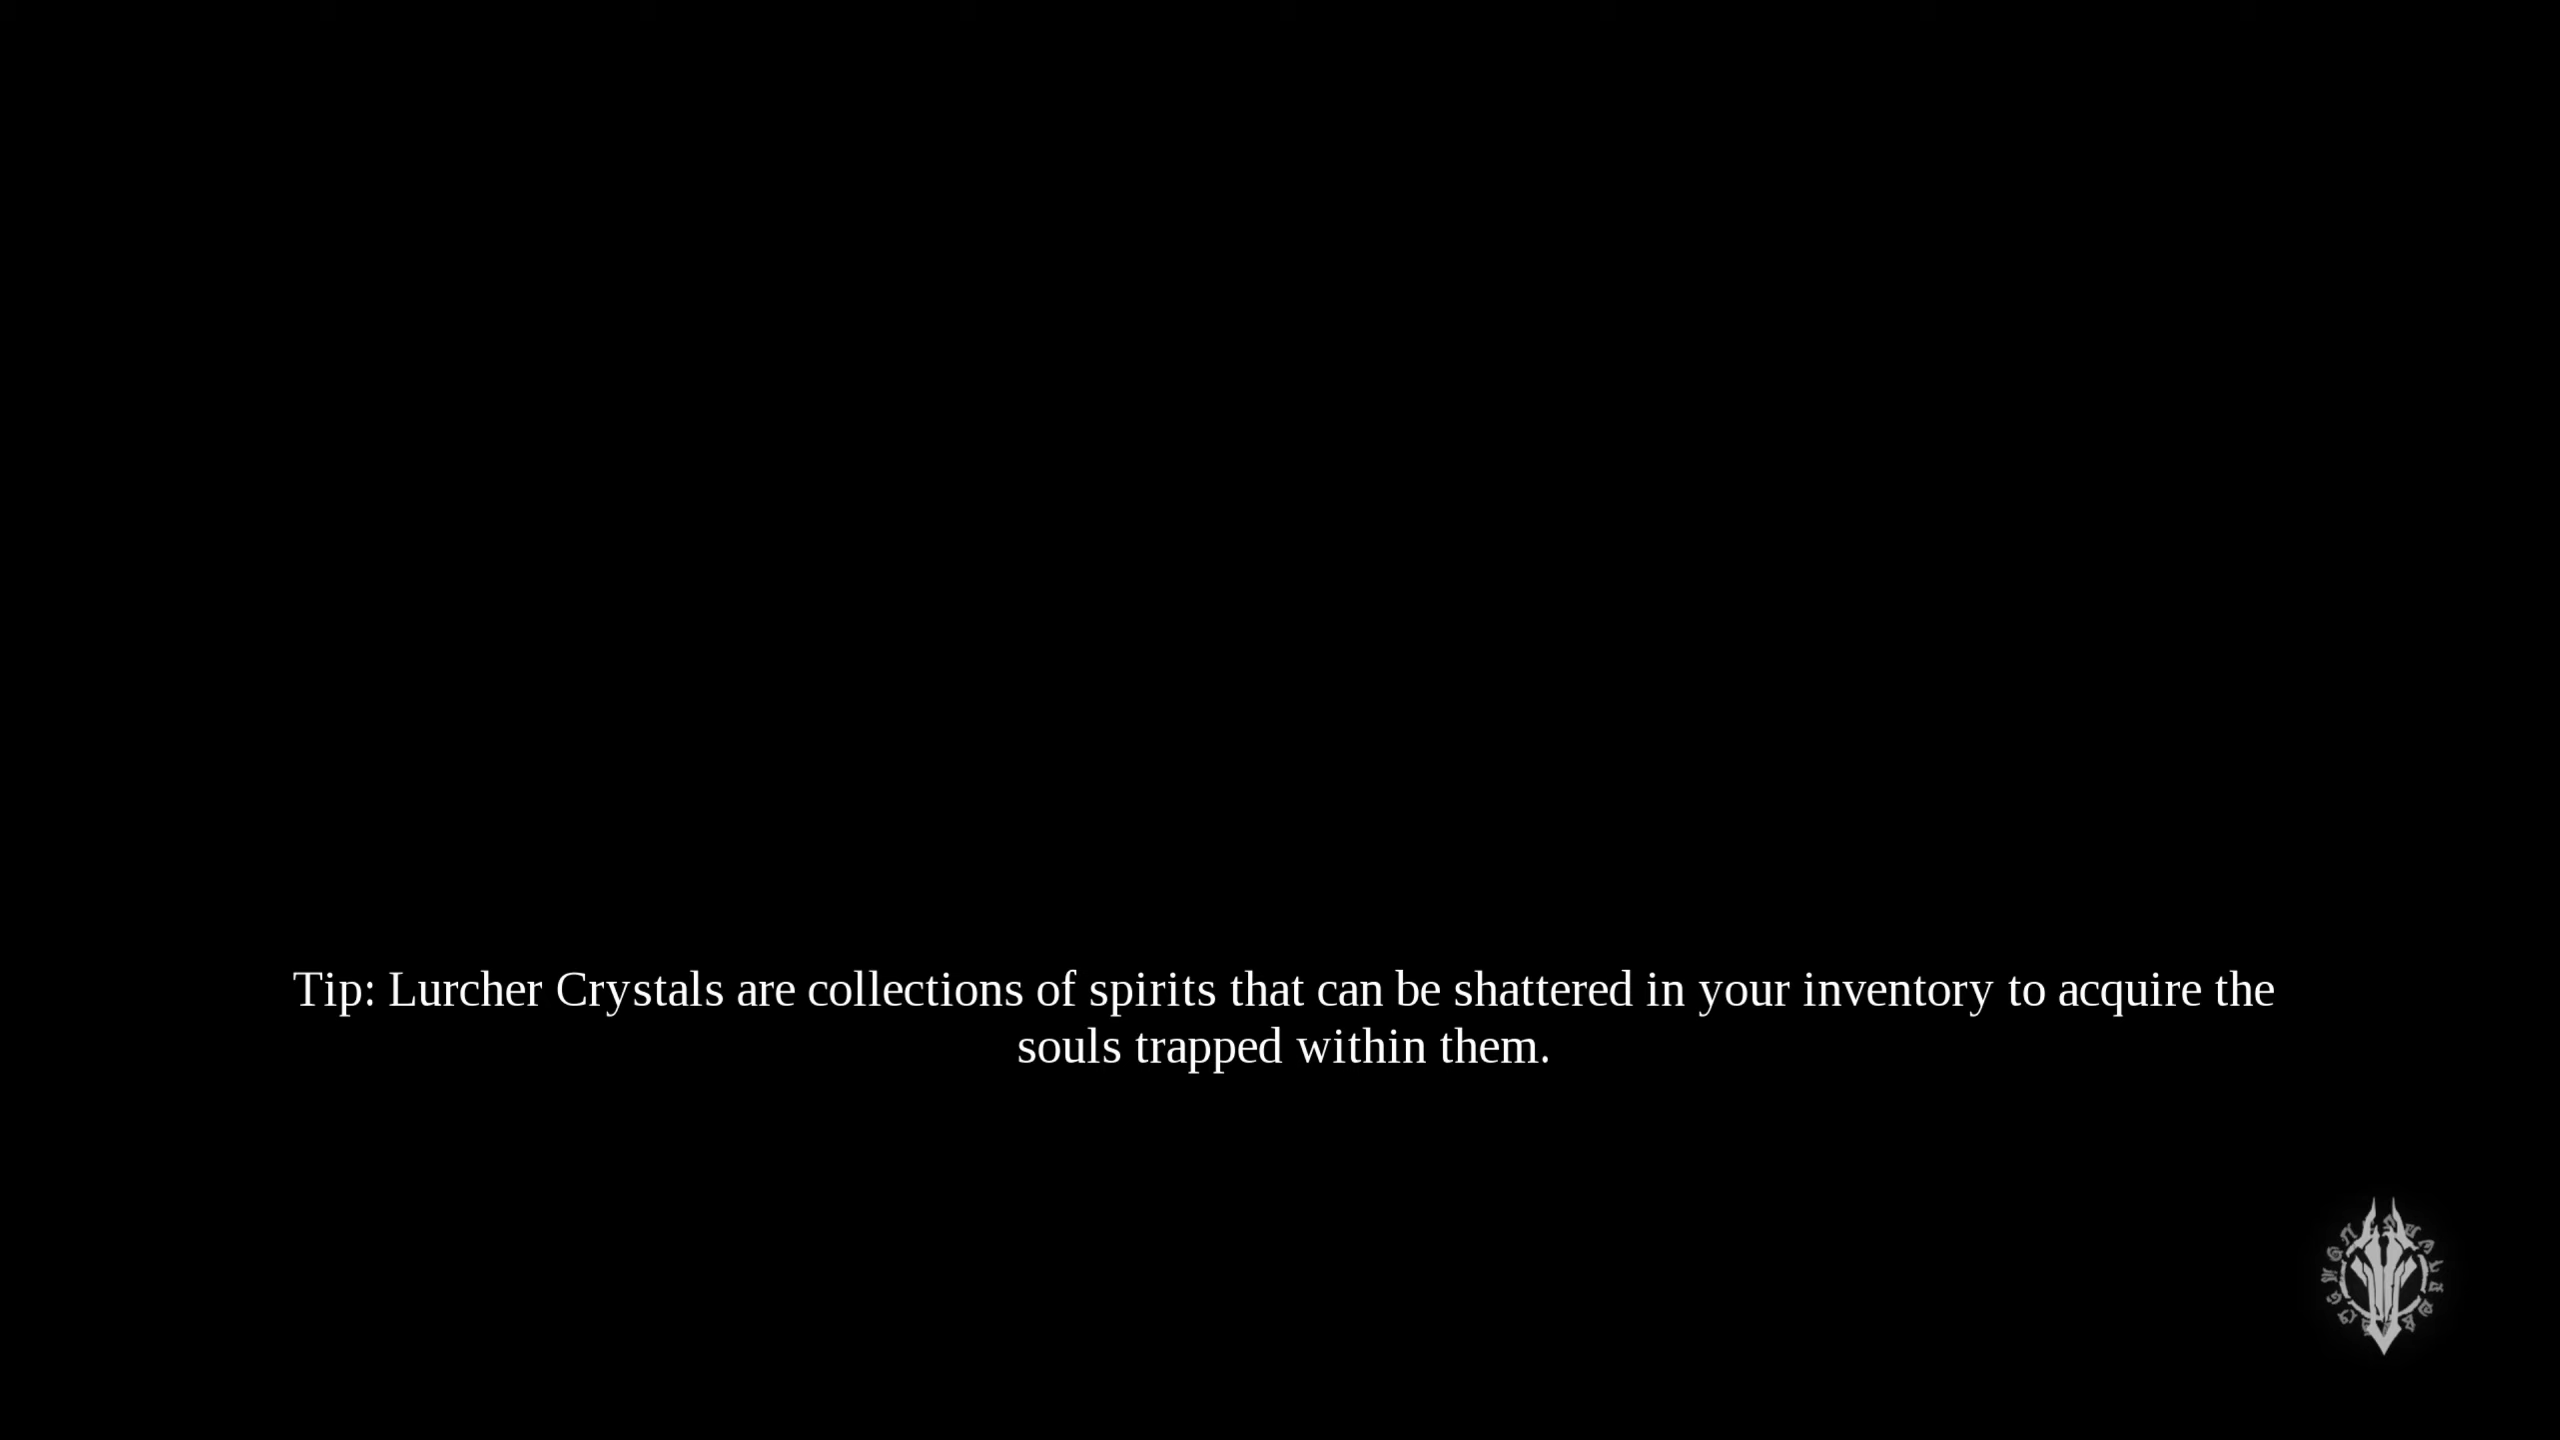 Tip: Lurcher Crystals are collections of spirits that can be shattered in your inventory to acquire the
souls trapped within them.